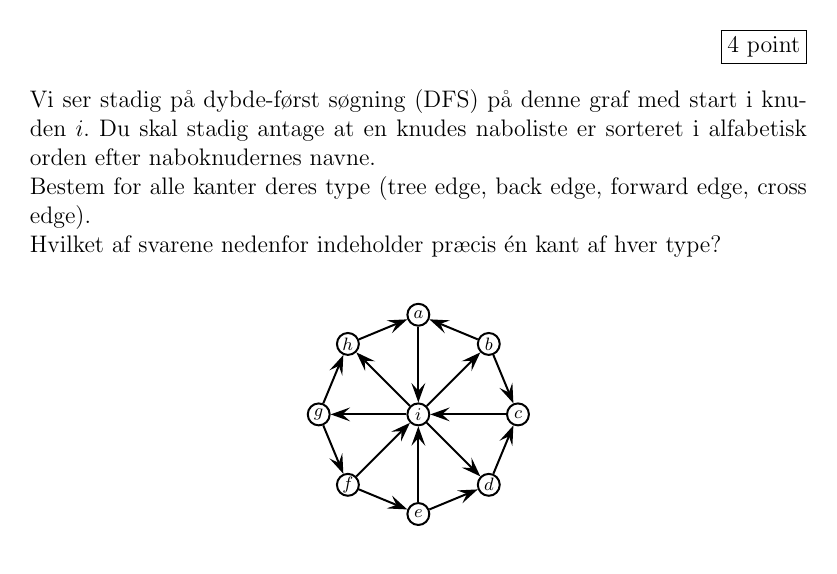 4 point
Vi ser stadig på dybde-først søgning (DFS) på denne graf med start i knu-
den i. Du skal stadig antage at en knudes naboliste er sorteret i alfabetisk
orden efter naboknudernes navne.
Bestem for alle kanter deres type (tree edge, back edge, forward edge, cross
edge).
Hvilket af svarene nedenfor indeholder præcis én kant af hver type?
a
h
b
g
i
c
f
d
e